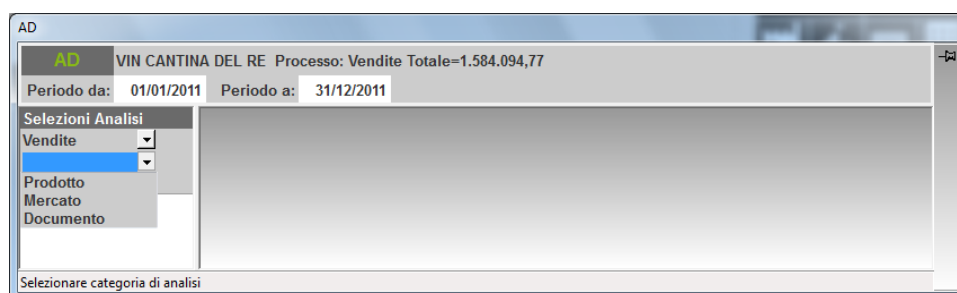 AD
AD VIN CANTINA DEL RE Processo: Vendite Totale=1.584.094,77
Periodo da: 01/01/2011 Periodo a: 31/12/2011
Selezioni Analisi
Vendite
Prodotto
Mercato
Documento
Selezionare categoria di analisi